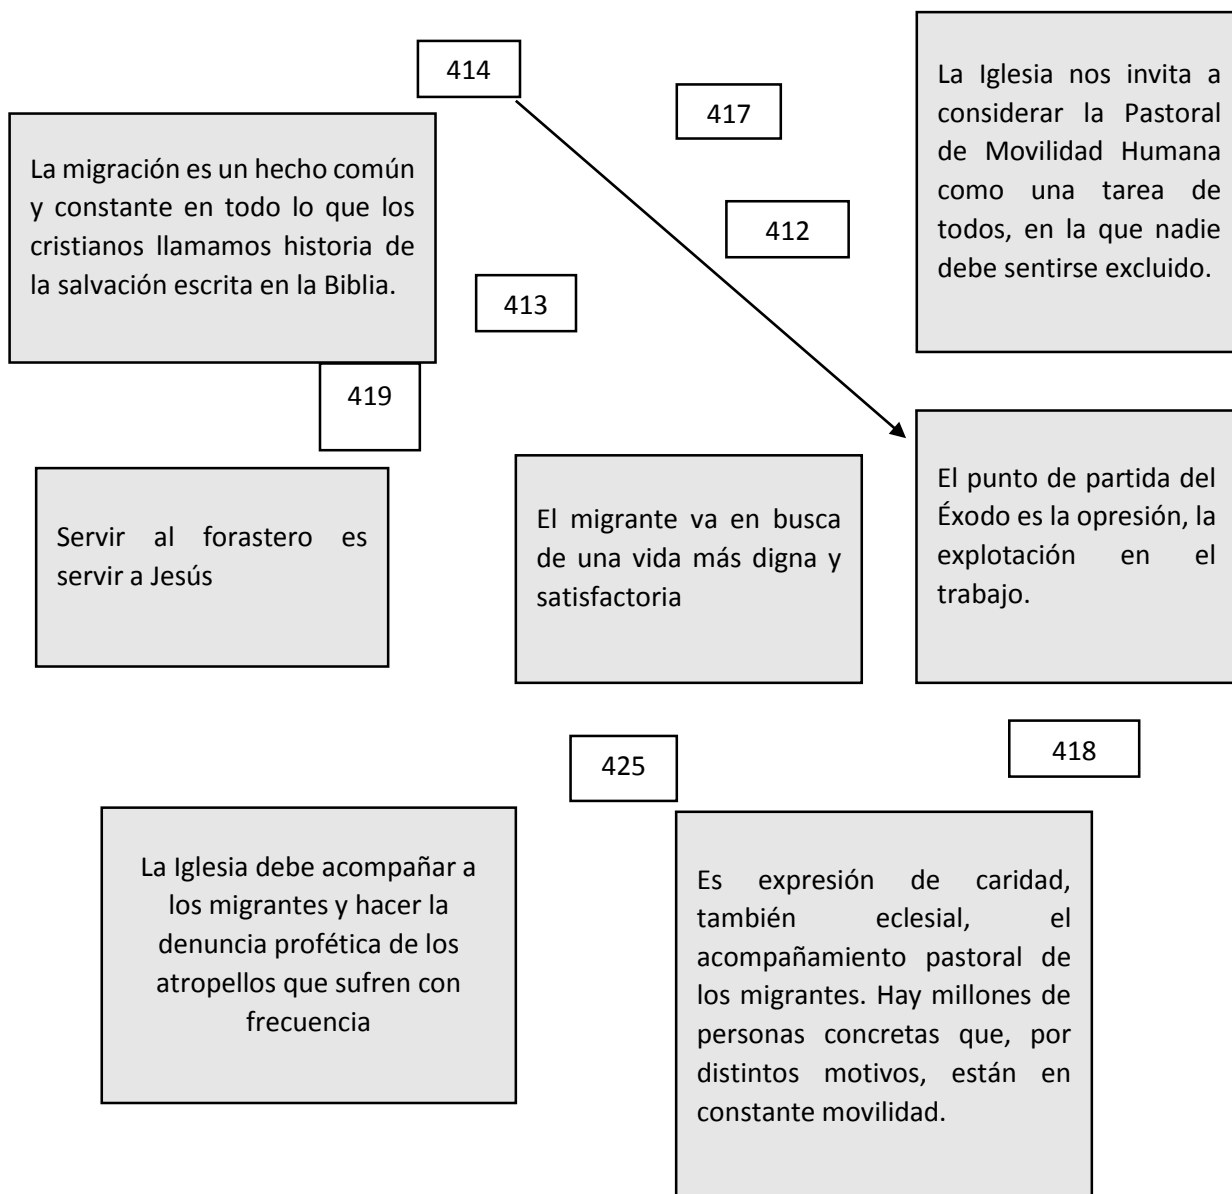 414
417
La Iglesia nos invita a
considerar la Pastoral
de Movilidad Humana
como una tarea de
todos, en la que nadie
debe sentirse excluido.
La migración es un hecho común
y constante en todo lo que los
cristianos llamamos historia de
la salvación escrita en la Biblia.
412
413
419
Servir al forastero es
servir a Jesús
El migrante va en busca
de una vida más digna y
satisfactoria
El punto de partida del
Éxodo es la opresión, la
explotación en el
trabajo.
425
418
La Iglesia debe acompañar a
los migrantes y hacer la
denuncia profética de los
atropellos que sufren con
frecuencia
Es expresión de caridad,
también eclesial, el
acompañamiento pastoral de
los migrantes. Hay millones de
personas concretas que, por
distintos motivos, están en
constante movilidad.